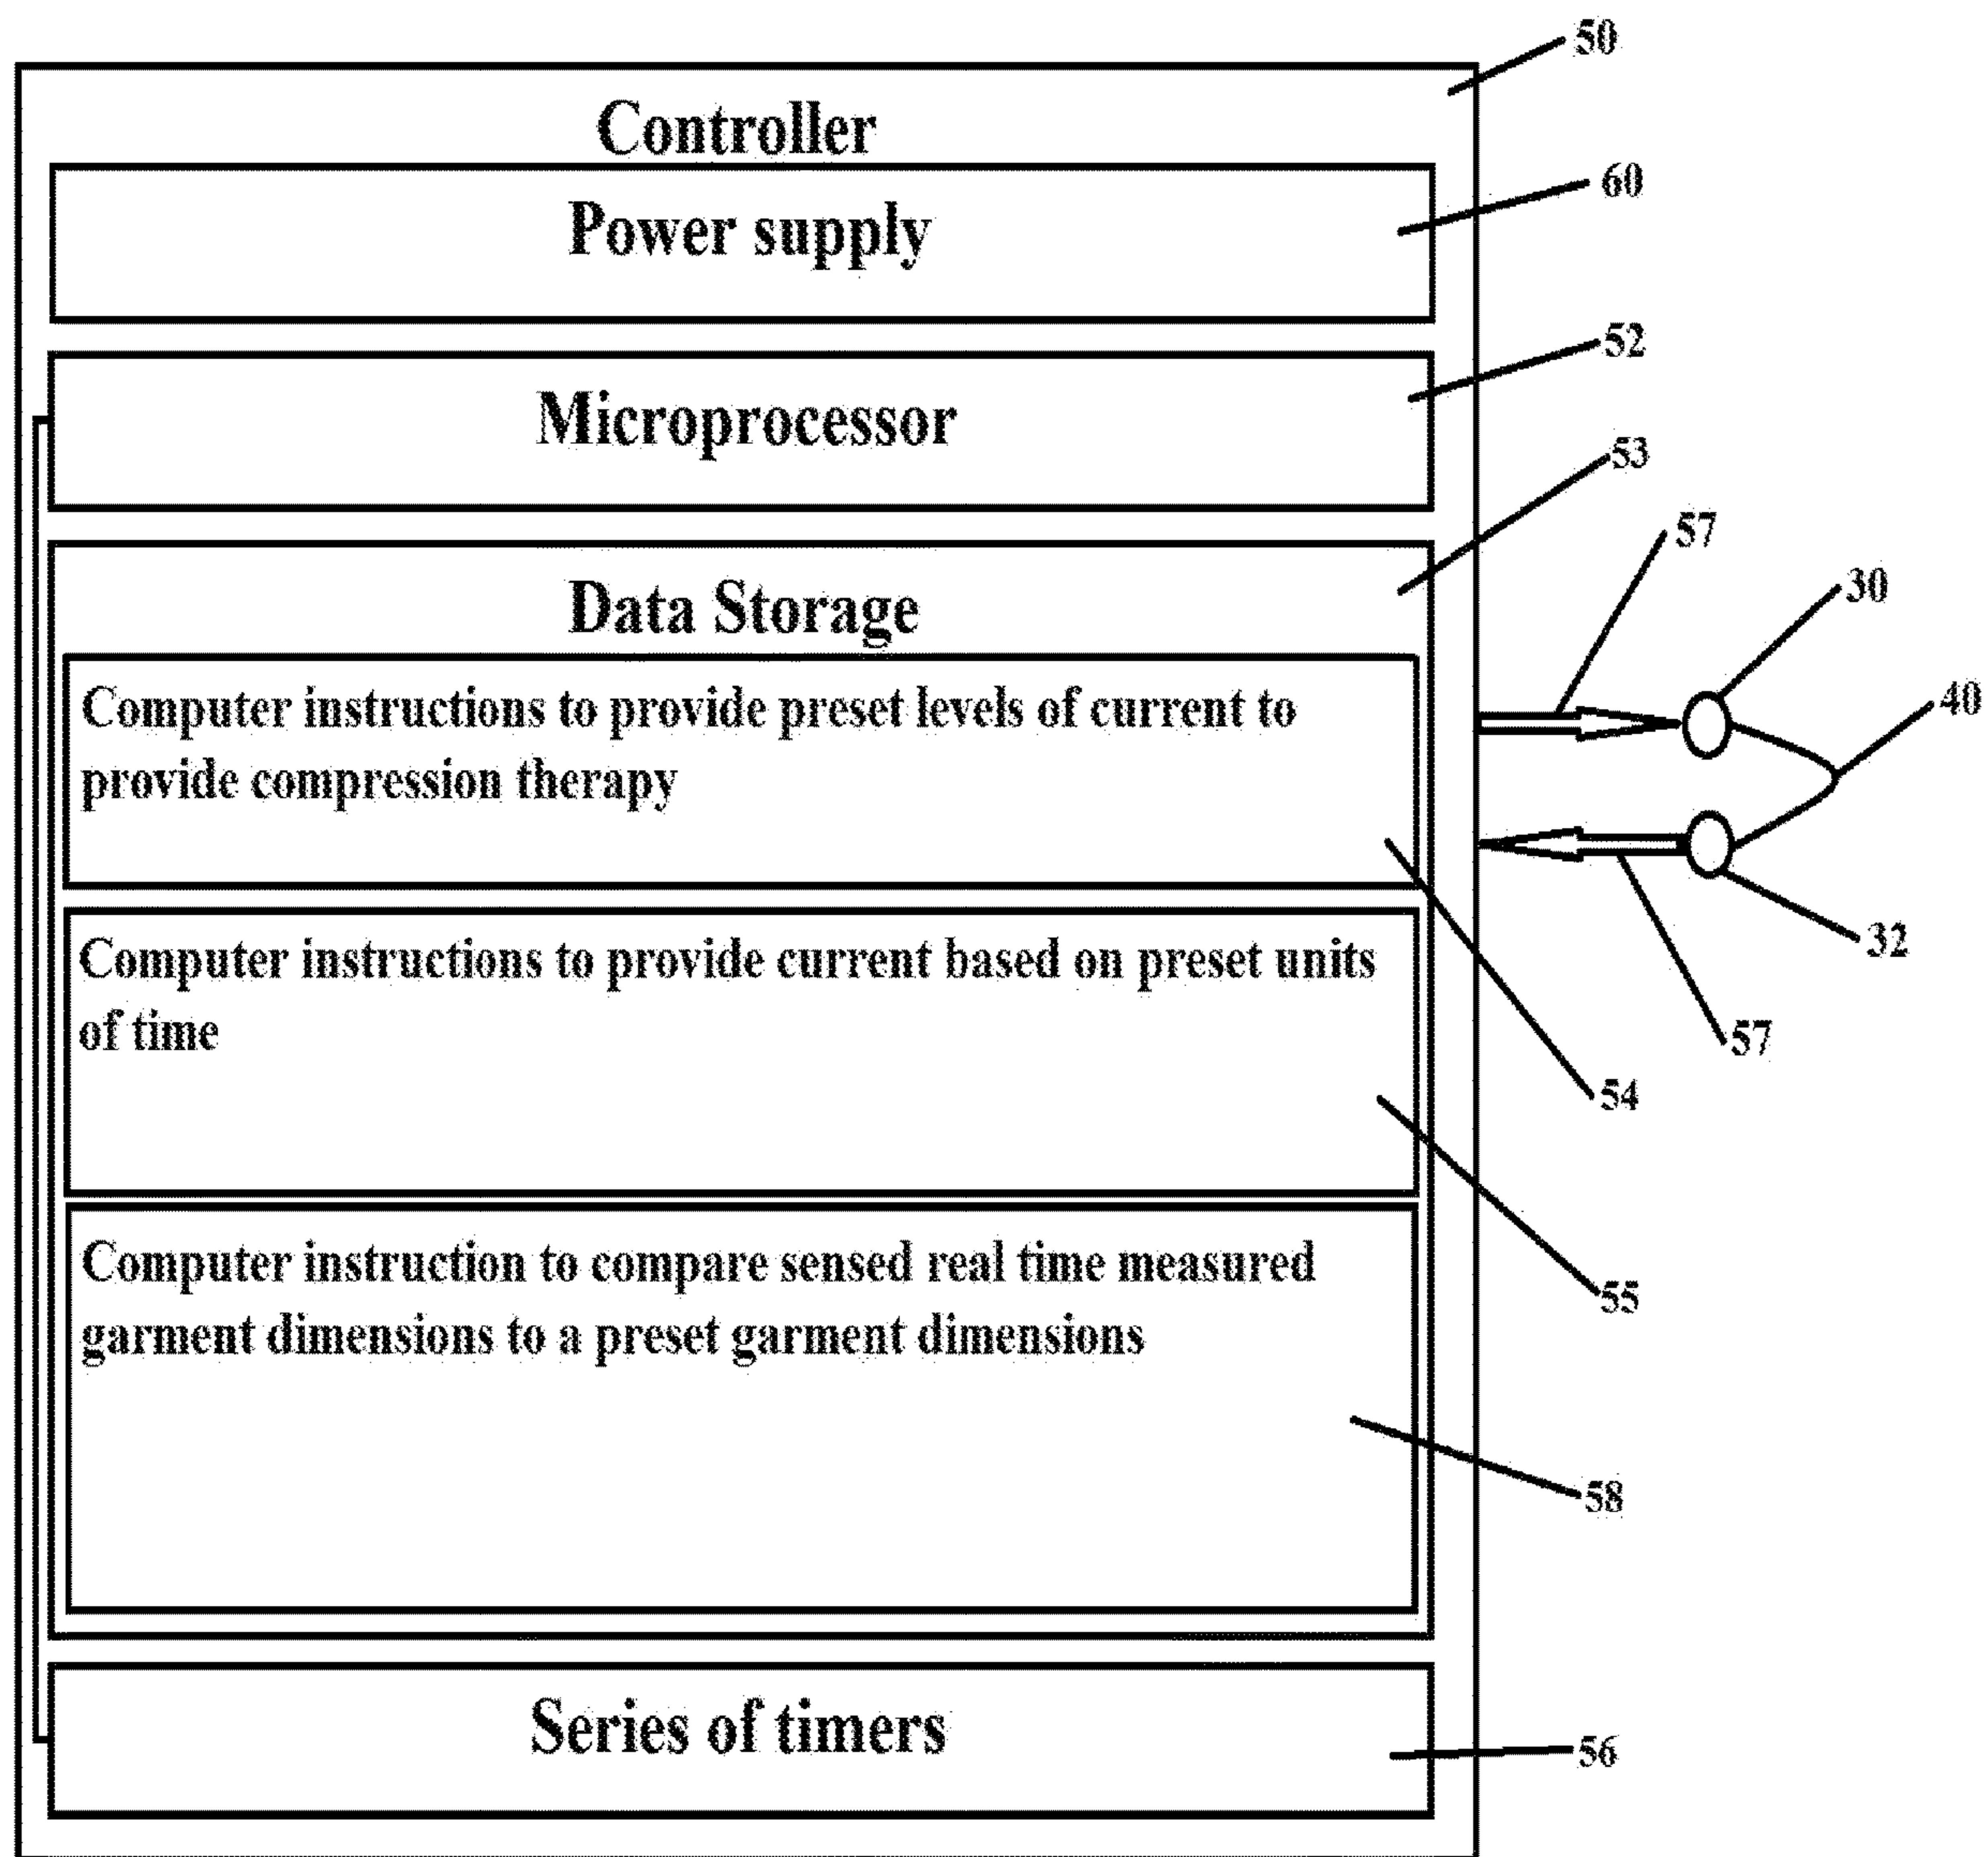 50
Controller
60
Power supply
52
Microprocessor
53
57
Data Storage
30
Computer instructions to provide preset levels of current to
40
provide compression therapy
32
Computer instructions to provide current based on preset units
of time
57
54
Computer instruction to compare sensed real time measured
55
garment dimensions to a preset garment dimensions
58
Series of timers
56